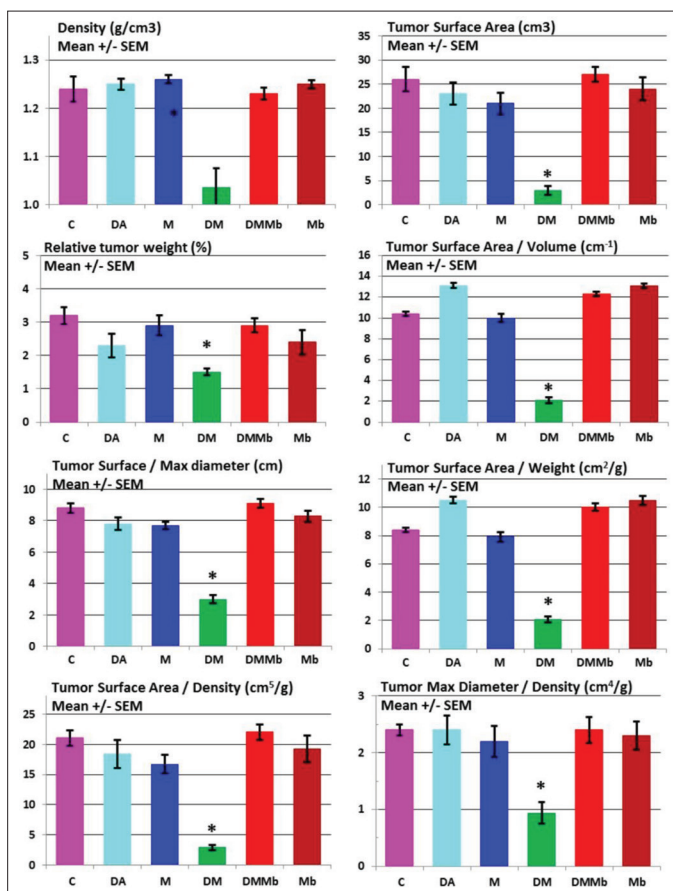 Density (g/cm3)
Mean +/- SEM
1.3
1.2
1.1
1.0
*
C DA M DM DMMb Mb
Tumor Surface Area (cm3)
Mean +/- SEM
35
30
25
20
15
10
5
0
*
C DA M DM DMMb Mb
Relative tumor weight (%)
Mean +/- SEM
5
4
3
2
1
0
*
C DA M DM DMMb Mb
Tumor Surface Area / Volume (cm-1)
Mean +/- SEM
16
14
12
10
8
6
4
2
0
*
C DA M DM DMMb Mb
Tumor Surface / Max diameter (cm)
Mean +/- SEM
10
8
6
4
2
0
*
C DA M DM DMMb Mb
Tumor Surface Area / Weight (cm2/g)
Mean +/- SEM
12
10
8
6
4
2
0
*
C DA M DM DMMb Mb
Tumor Surface Area / Density (cm5/g)
Mean +/- SEM
25
20
15
10
5
0
*
C DA M DM DMMb Mb
Tumor Max Diameter / Density (cm4/g)
Mean +/- SEM
3
2
1
0
*
C DA M DM DMMb Mb